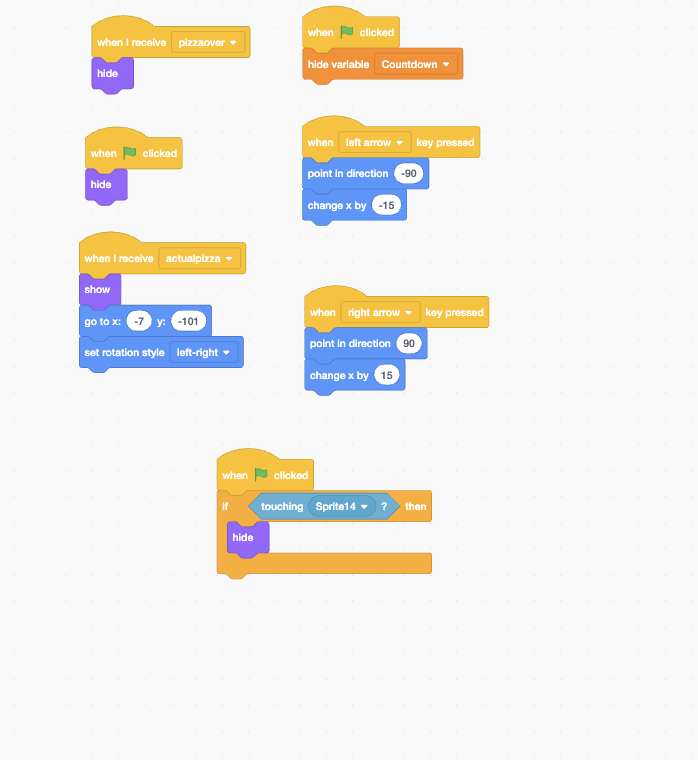 when I receive pizzaover
hide
when clicked
hide variable Countdown
when clicked
hide
when left arrow key pressed
point in direction -90
change x by -15
when I receive actualpizza
show
go to x: -7 y: -101
set rotation style left-right
when right arrow key pressed
point in direction 90
change x by 15
when clicked
if touching Sprite14 ? then
hide